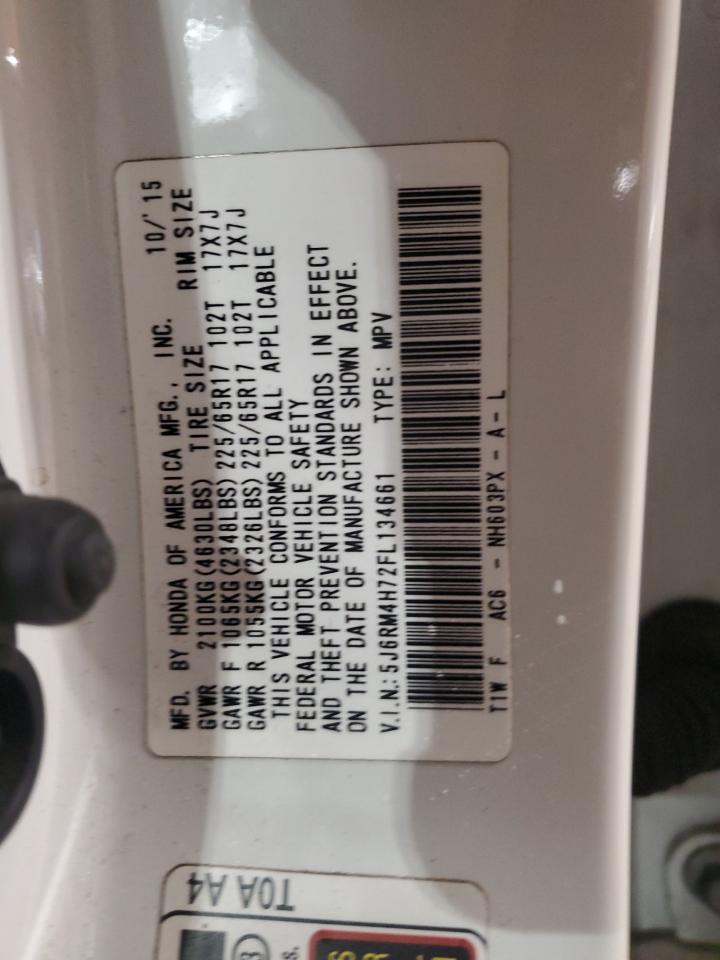 MFD. BY HONDA OF AMERICA MFG., INC. 10/'15
GVWR 2100KG(4630LBS) TIRE SIZE RIM SIZE
GAWR F 1065KG(2348LBS)225/65R17 102T 17X7J
GAWR R 1055KG(2326LBS)225/65R17 102T 17X7J
THIS VEHICLE CONFORMS TO ALL APPLICABLE
FEDERAL MOTOR VEHICLE SAFETY
AND THEFT PREVENTION STANDARDS IN EFFECT
ON THE DATE OF MANUFACTURE SHOWN ABOVE.
V.I.N.: 5J6RM4H72FL134661 TYPE: MPV
T1W F AC6 - NH603PX - A - L
T0A A4